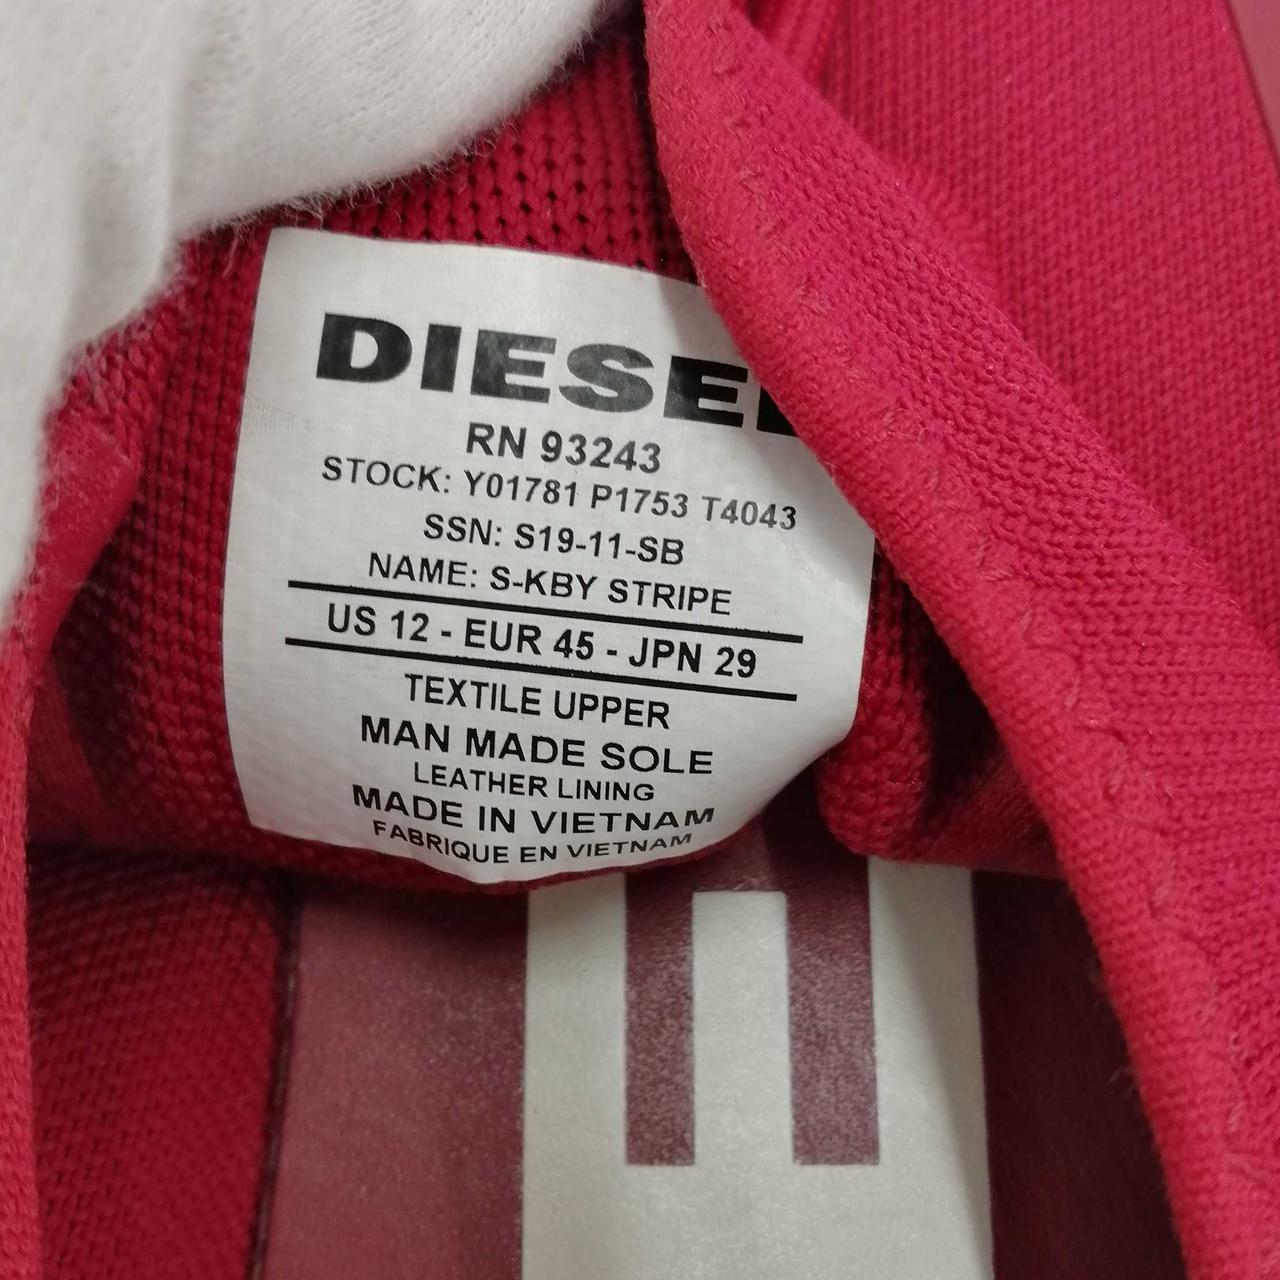 DIESEL
RN 93243
STOCK: Y01781 P1753 T4043
SSN: S19-11-SB
NAME: S-KBY STRIPE
US 12 - EUR 45 - JPN 29
TEXTILE UPPER
MAN MADE SOLE
LEATHER LINING
MADE IN VIETNAM
FABRIQUE EN VIETNAM